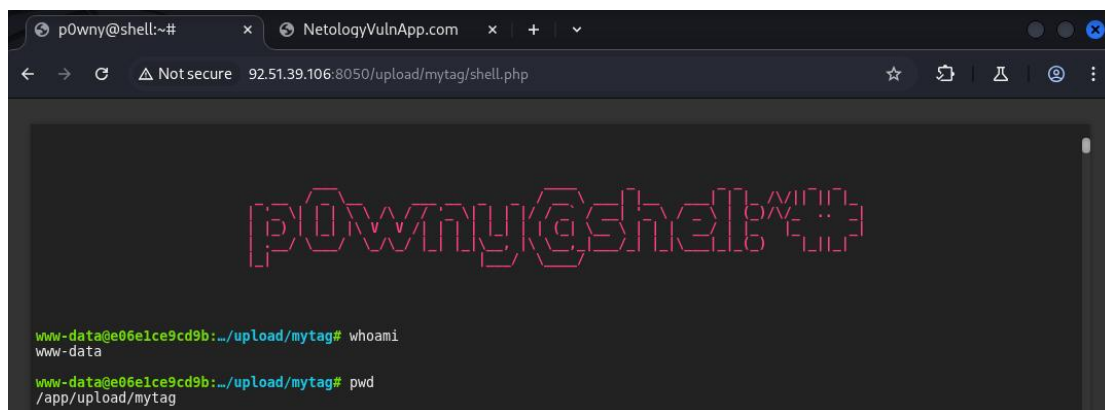 p0wny@shell:~#
NetologyVulnApp.com
Not secure 92.51.39.106:8050/upload/mytag/shell.php
p0wny@shell:~#
www-data@e06e1ce9cd9b:…/upload/mytag# whoami
www-data
www-data@e06e1ce9cd9b:…/upload/mytag# pwd
/app/upload/mytag